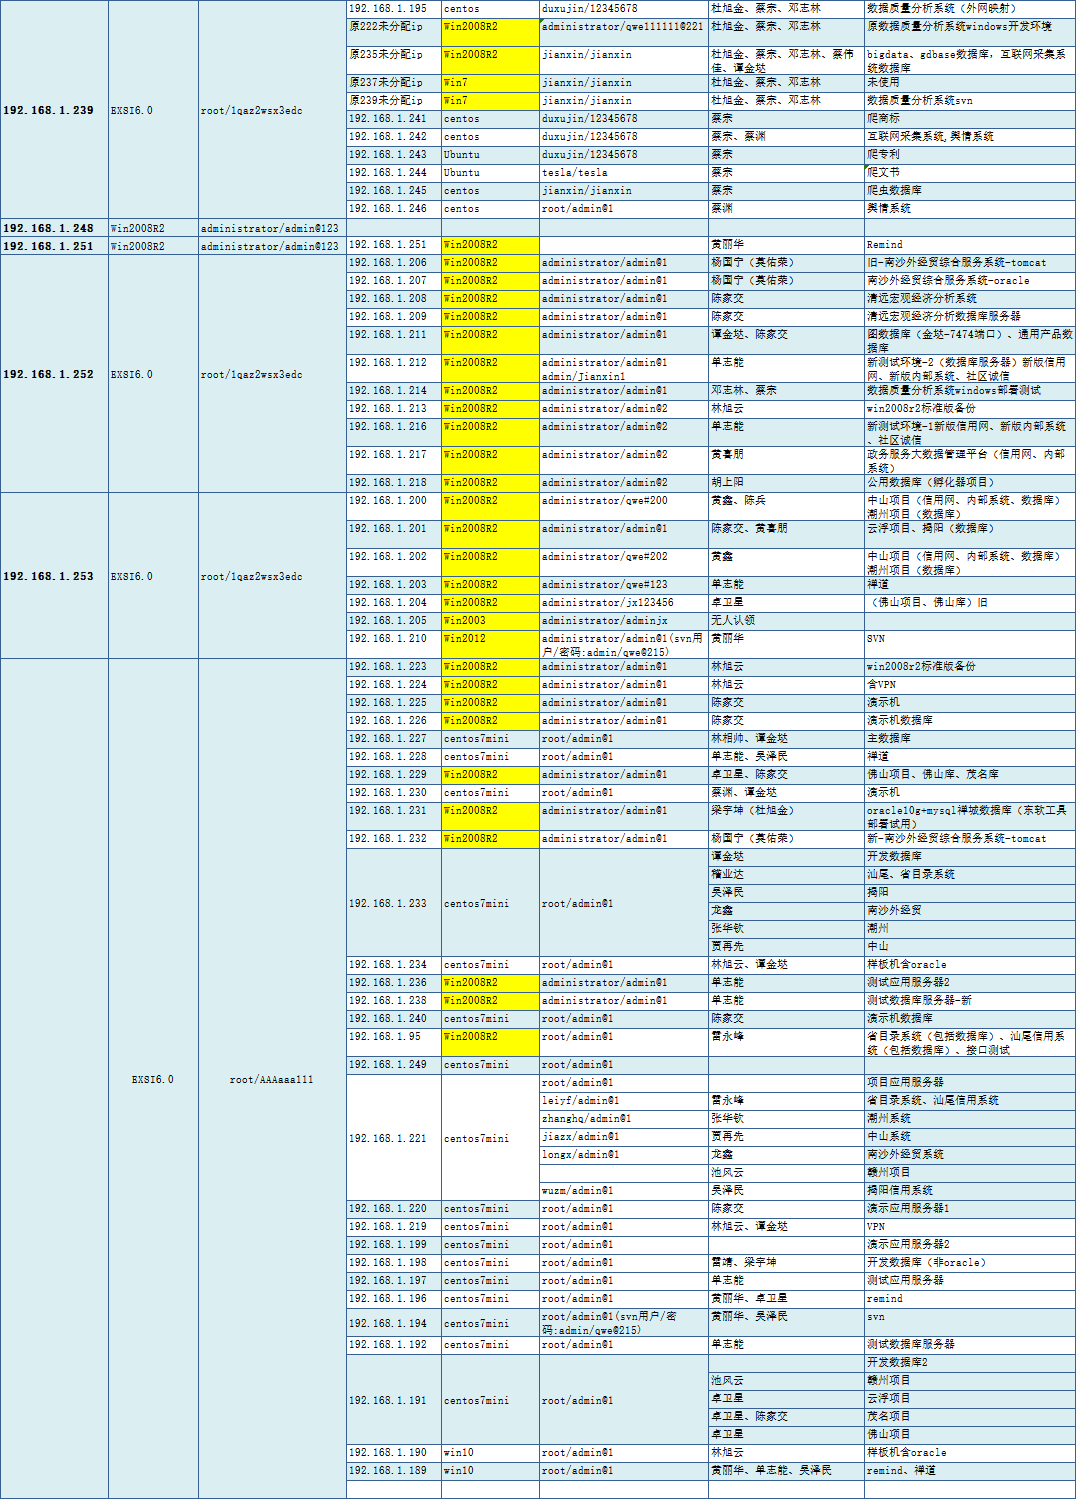 192.168.1.195 centos duxujin/12345678 杜旭金、蔡宗、邓志林 数据质量分析系统（外网映射）
原222未分配ip Win2008R2 administrator/qwe111111@221 杜旭金、蔡宗、邓志林 原数据质量分析系统windows开发环境
原235未分配ip Win2008R2 jianxin/jianxin 杜旭金、蔡宗、邓志林、蔡伟 bigdata、gdbase数据库，互联网采集系
佳、谭金垯 统数据库
原237未分配ip Win7 jianxin/jianxin 杜旭金、蔡宗、邓志林 未使用
原239未分配ip Win7 jianxin/jianxin 杜旭金、蔡宗、邓志林 数据质量分析系统svn
192.168.1.239 EXSI6.0 root/1qaz2wsx3edc
192.168.1.241 centos duxujin/12345678 蔡宗 爬商标
192.168.1.242 centos duxujin/12345678 蔡宗、蔡渊 互联网采集系统,舆情系统
192.168.1.243 Ubuntu duxujin/12345678 蔡宗 爬专利
192.168.1.244 Ubuntu tesla/tesla 蔡宗 爬文书
192.168.1.245 centos jianxin/jianxin 蔡宗 爬虫数据库
192.168.1.246 centos root/admin@1 蔡渊 舆情系统
192.168.1.248 Win2008R2 administrator/admin@123
192.168.1.251 Win2008R2 administrator/admin@123 192.168.1.251 Win2008R2 黄丽华 Remind
192.168.1.206 Win2008R2 administrator/admin@1 杨国宁（莫佑荣） 旧-南沙外经贸综合服务系统-tomcat
192.168.1.207 Win2008R2 administrator/admin@1 杨国宁（莫佑荣） 南沙外经贸综合服务系统-oracle
192.168.1.208 Win2008R2 administrator/admin@1 陈家交 清远宏观经济分析系统
192.168.1.209 Win2008R2 administrator/admin@1 陈家交 清远宏观经济分析数据库服务器
192.168.1.211 Win2008R2 administrator/admin@1 谭金垯、陈家交 图数据库（金垯-7474端口）、通用产品数
据库
192.168.1.212 Win2008R2 administrator/admin@1 单志能 新测试环境-2（数据库服务器）新版信用
admin/Jianxin1 网、新版内部系统、社区诚信
192.168.1.252 EXSI6.0 root/1qaz2wsx3edc
192.168.1.214 Win2008R2 administrator/admin@1 邓志林、蔡宗 数据质量分析系统windows部署测试
192.168.1.213 Win2008R2 administrator/admin@2 林旭云 win2008r2标准版备份
192.168.1.216 Win2008R2 administrator/admin@2 单志能 新测试环境-1新版信用网、新版内部系统
、社区诚信
192.168.1.217 Win2008R2 administrator/admin@2 黄喜朋 政务服务大数据管理平台（信用网、内部
系统）
192.168.1.218 Win2008R2 administrator/admin@2 胡上阳 公用数据库（孵化器项目）
192.168.1.200 Win2008R2 administrator/qwe#200 黄鑫、陈兵 中山项目（信用网、内部系统、数据库）
潮州项目（数据库）
192.168.1.201 Win2008R2 administrator/admin@1 陈家交、黄喜朋 云浮项目、揭阳（数据库）
192.168.1.202 Win2008R2 administrator/qwe#202 黄鑫 中山项目（信用网、内部系统、数据库）
潮州项目（数据库）
192.168.1.253 EXSI6.0 root/1qaz2wsx3edc
192.168.1.203 Win2008R2 administrator/qwe#123 单志能 禅道
192.168.1.204 Win2008R2 administrator/jx123456 卓卫星 （佛山项目、佛山库）旧
192.168.1.205 Win2003 administrator/adminjx 无人认领
192.168.1.210 Win2012 administrator/admin@1(svn用 黄丽华 SVN
户/密码:admin/qwe@215)
192.168.1.223 Win2008R2 administrator/admin@1 林旭云 win2008r2标准版备份
192.168.1.224 Win2008R2 administrator/admin@1 林旭云 含VPN
192.168.1.225 Win2008R2 administrator/admin@1 陈家交 演示机
192.168.1.226 Win2008R2 administrator/admin@1 陈家交 演示机数据库
192.168.1.227 centos7mini root/admin@1 林相帅、谭金垯 主数据库
192.168.1.228 centos7mini root/admin@1 单志能、吴泽民 禅道
192.168.1.229 Win2008R2 administrator/admin@1 卓卫星、陈家交 佛山项目、佛山库、茂名库
192.168.1.230 centos7mini root/admin@1 蔡渊、谭金垯 演示机
192.168.1.231 Win2008R2 administrator/admin@1 梁宇坤（杜旭金） oracle10g+mysql禅城数据库（东软工具
部署试用）
192.168.1.232 Win2008R2 administrator/admin@1 杨国宁（莫佑荣） 新-南沙外经贸综合服务系统-tomcat
192.168.1.233 centos7mini root/admin@1
谭金垯 开发数据库
稽业达 汕尾、省目录系统
吴泽民 揭阳
龙鑫 南沙外经贸
张华钦 潮州
贾再先 中山
192.168.1.234 centos7mini root/admin@1 林旭云、谭金垯 样板机含oracle
192.168.1.236 Win2008R2 administrator/admin@1 单志能 测试应用服务器2
192.168.1.238 Win2008R2 administrator/admin@1 单志能 测试数据库服务器-新
192.168.1.240 centos7mini root/admin@1 陈家交 演示机数据库
192.168.1.95 Win2008R2 root/admin@1 雷永峰 省目录系统（包括数据库）、汕尾信用系
统（包括数据库）、接口测试
192.168.1.249 centos7mini root/admin@1
EXSI6.0 root/AAAaaa111
192.168.1.221 centos7mini
root/admin@1 项目应用服务器
leiyf/admin@1 雷永峰 省目录系统、汕尾信用系统
zhanghq/admin@1 张华钦 潮州系统
jiazx/admin@1 贾再先 中山系统
longx/admin@1 龙鑫 南沙外经贸系统
池风云 赣州项目
wuzm/admin@1 吴泽民 揭阳信用系统
192.168.1.220 centos7mini root/admin@1 陈家交 演示应用服务器1
192.168.1.219 centos7mini root/admin@1 林旭云、谭金垯 VPN
192.168.1.199 centos7mini root/admin@1 演示应用服务器2
192.168.1.198 centos7mini root/admin@1 雷靖、梁宇坤 开发数据库（非oracle）
192.168.1.197 centos7mini root/admin@1 单志能 测试应用服务器
192.168.1.196 centos7mini root/admin@1 黄丽华、卓卫星 remind
192.168.1.194 centos7mini root/admin@1(svn用户/密 黄丽华、吴泽民 svn
码:admin/qwe@215)
192.168.1.192 centos7mini root/admin@1 单志能 测试数据库服务器
192.168.1.191 centos7mini root/admin@1
开发数据库2
池风云 赣州项目
卓卫星 云浮项目
卓卫星、陈家交 茂名项目
卓卫星 佛山项目
192.168.1.190 win10 root/admin@1 林旭云 样板机含oracle
192.168.1.189 win10 root/admin@1 黄丽华、单志能、吴泽民 remind、禅道